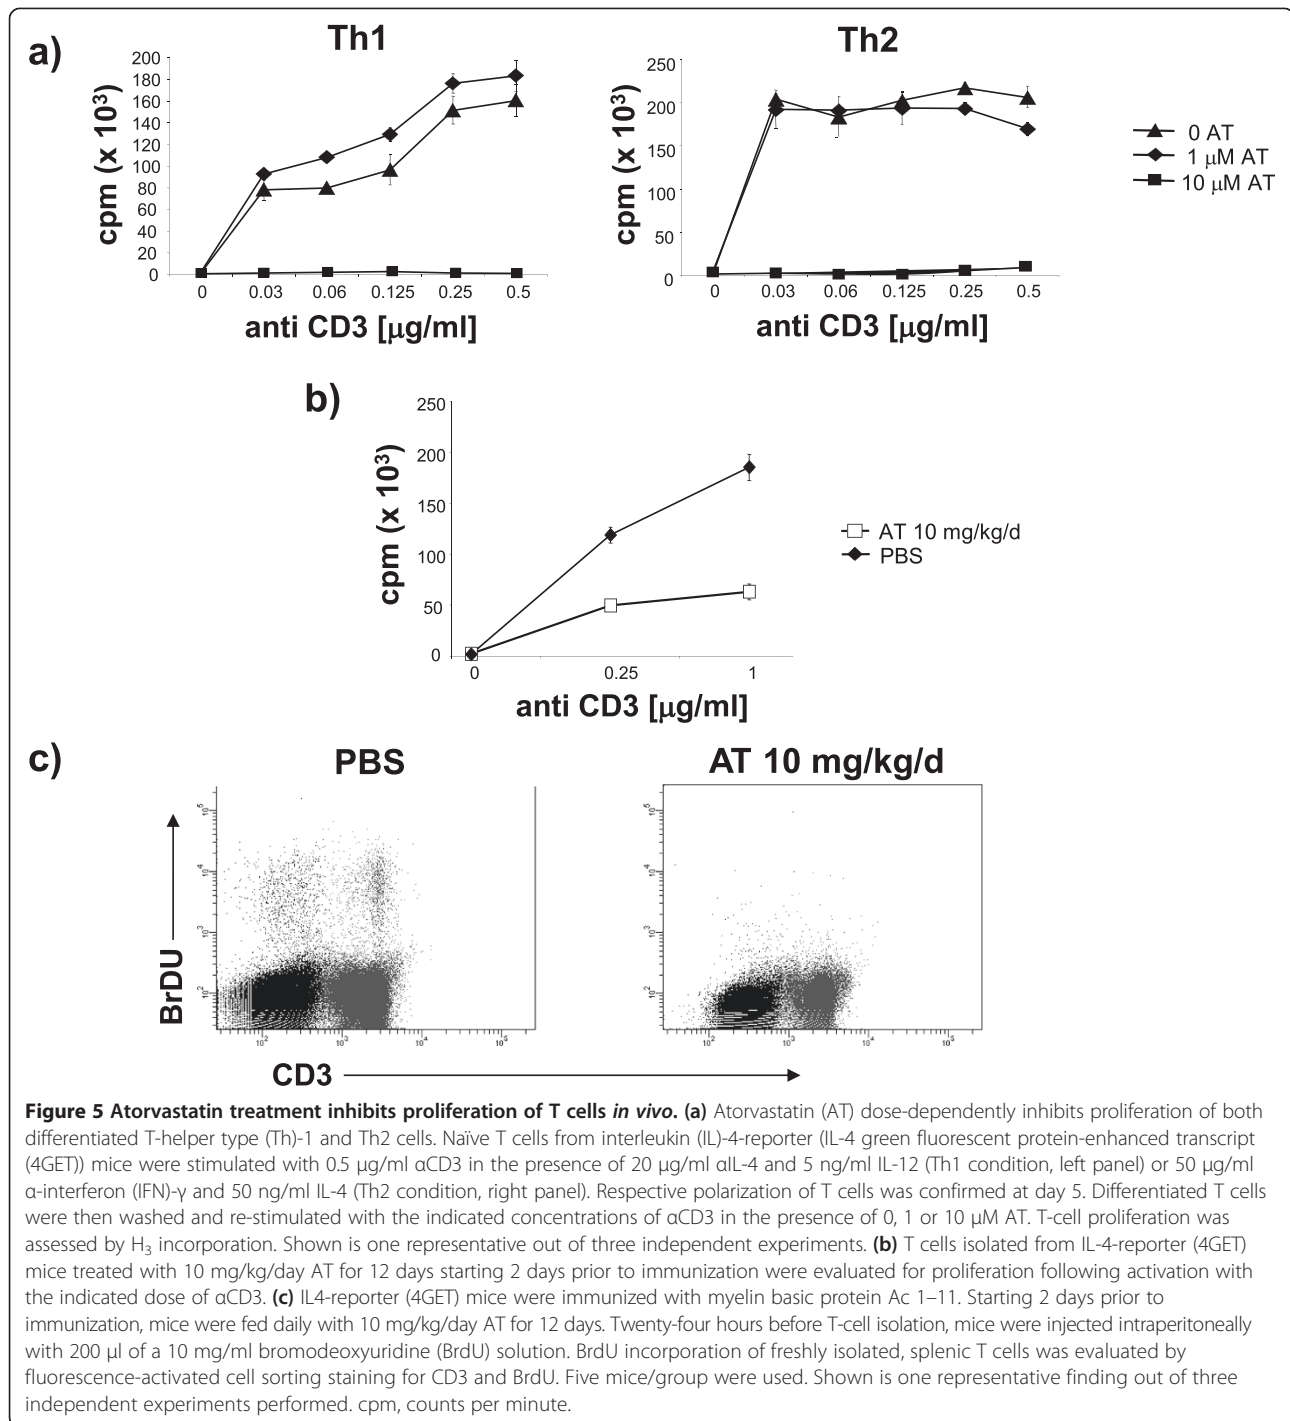 a)
Th1
Th2
cpm (x 10³)
200
180
160
140
120
100
80
60
40
20
0
0 0.03 0.06 0.125 0.25 0.5
anti CD3 [μg/ml]
cpm (x 10³)
250
200
150
100
50
0
0 0.03 0.06 0.125 0.25 0.5
anti CD3 [μg/ml]
0 AT
1 μM AT
10 μM AT
b)
cpm (x 10³)
250
200
150
100
50
0
0 0.25 1
anti CD3 [μg/ml]
AT 10 mg/kg/d
PBS
c)
PBS
AT 10 mg/kg/d
BrDU
10⁵
10⁴
10³
10²
10² 10³ 10⁴ 10⁵
10⁵
10⁴
10³
10²
10² 10³ 10⁴ 10⁵
CD3
Figure 5 Atorvastatin treatment inhibits proliferation of T cells in vivo. (a) Atorvastatin (AT) dose-dependently inhibits proliferation of both
differentiated T-helper type (Th)-1 and Th2 cells. Naïve T cells from interleukin (IL)-4-reporter (IL-4 green fluorescent protein-enhanced transcript
(4GET)) mice were stimulated with 0.5 μg/ml αCD3 in the presence of 20 μg/ml αIL-4 and 5 ng/ml IL-12 (Th1 condition, left panel) or 50 μg/ml
α-interferon (IFN)-γ and 50 ng/ml IL-4 (Th2 condition, right panel). Respective polarization of T cells was confirmed at day 5. Differentiated T cells
were then washed and re-stimulated with the indicated concentrations of αCD3 in the presence of 0, 1 or 10 μM AT. T-cell proliferation was
assessed by H₃ incorporation. Shown is one representative out of three independent experiments. (b) T cells isolated from IL-4-reporter (4GET)
mice treated with 10 mg/kg/day AT for 12 days starting 2 days prior to immunization were evaluated for proliferation following activation with
the indicated dose of αCD3. (c) IL4-reporter (4GET) mice were immunized with myelin basic protein Ac 1–11. Starting 2 days prior to
immunization, mice were fed daily with 10 mg/kg/day AT for 12 days. Twenty-four hours before T-cell isolation, mice were injected intraperitoneally
with 200 μl of a 10 mg/ml bromodeoxyuridine (BrdU) solution. BrdU incorporation of freshly isolated, splenic T cells was evaluated by
fluorescence-activated cell sorting staining for CD3 and BrdU. Five mice/group were used. Shown is one representative finding out of three
independent experiments performed. cpm, counts per minute.